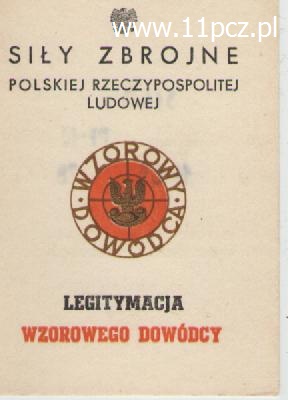 www.11pcz.pl
SIŁY ZBROJNE
POLSKIEJ RZECZYPOSPOLITEJ
LUDOWEJ
WZOROWY
DOWÓDCA
LEGITYMACJA
WZOROWEGO DOWÓDCY